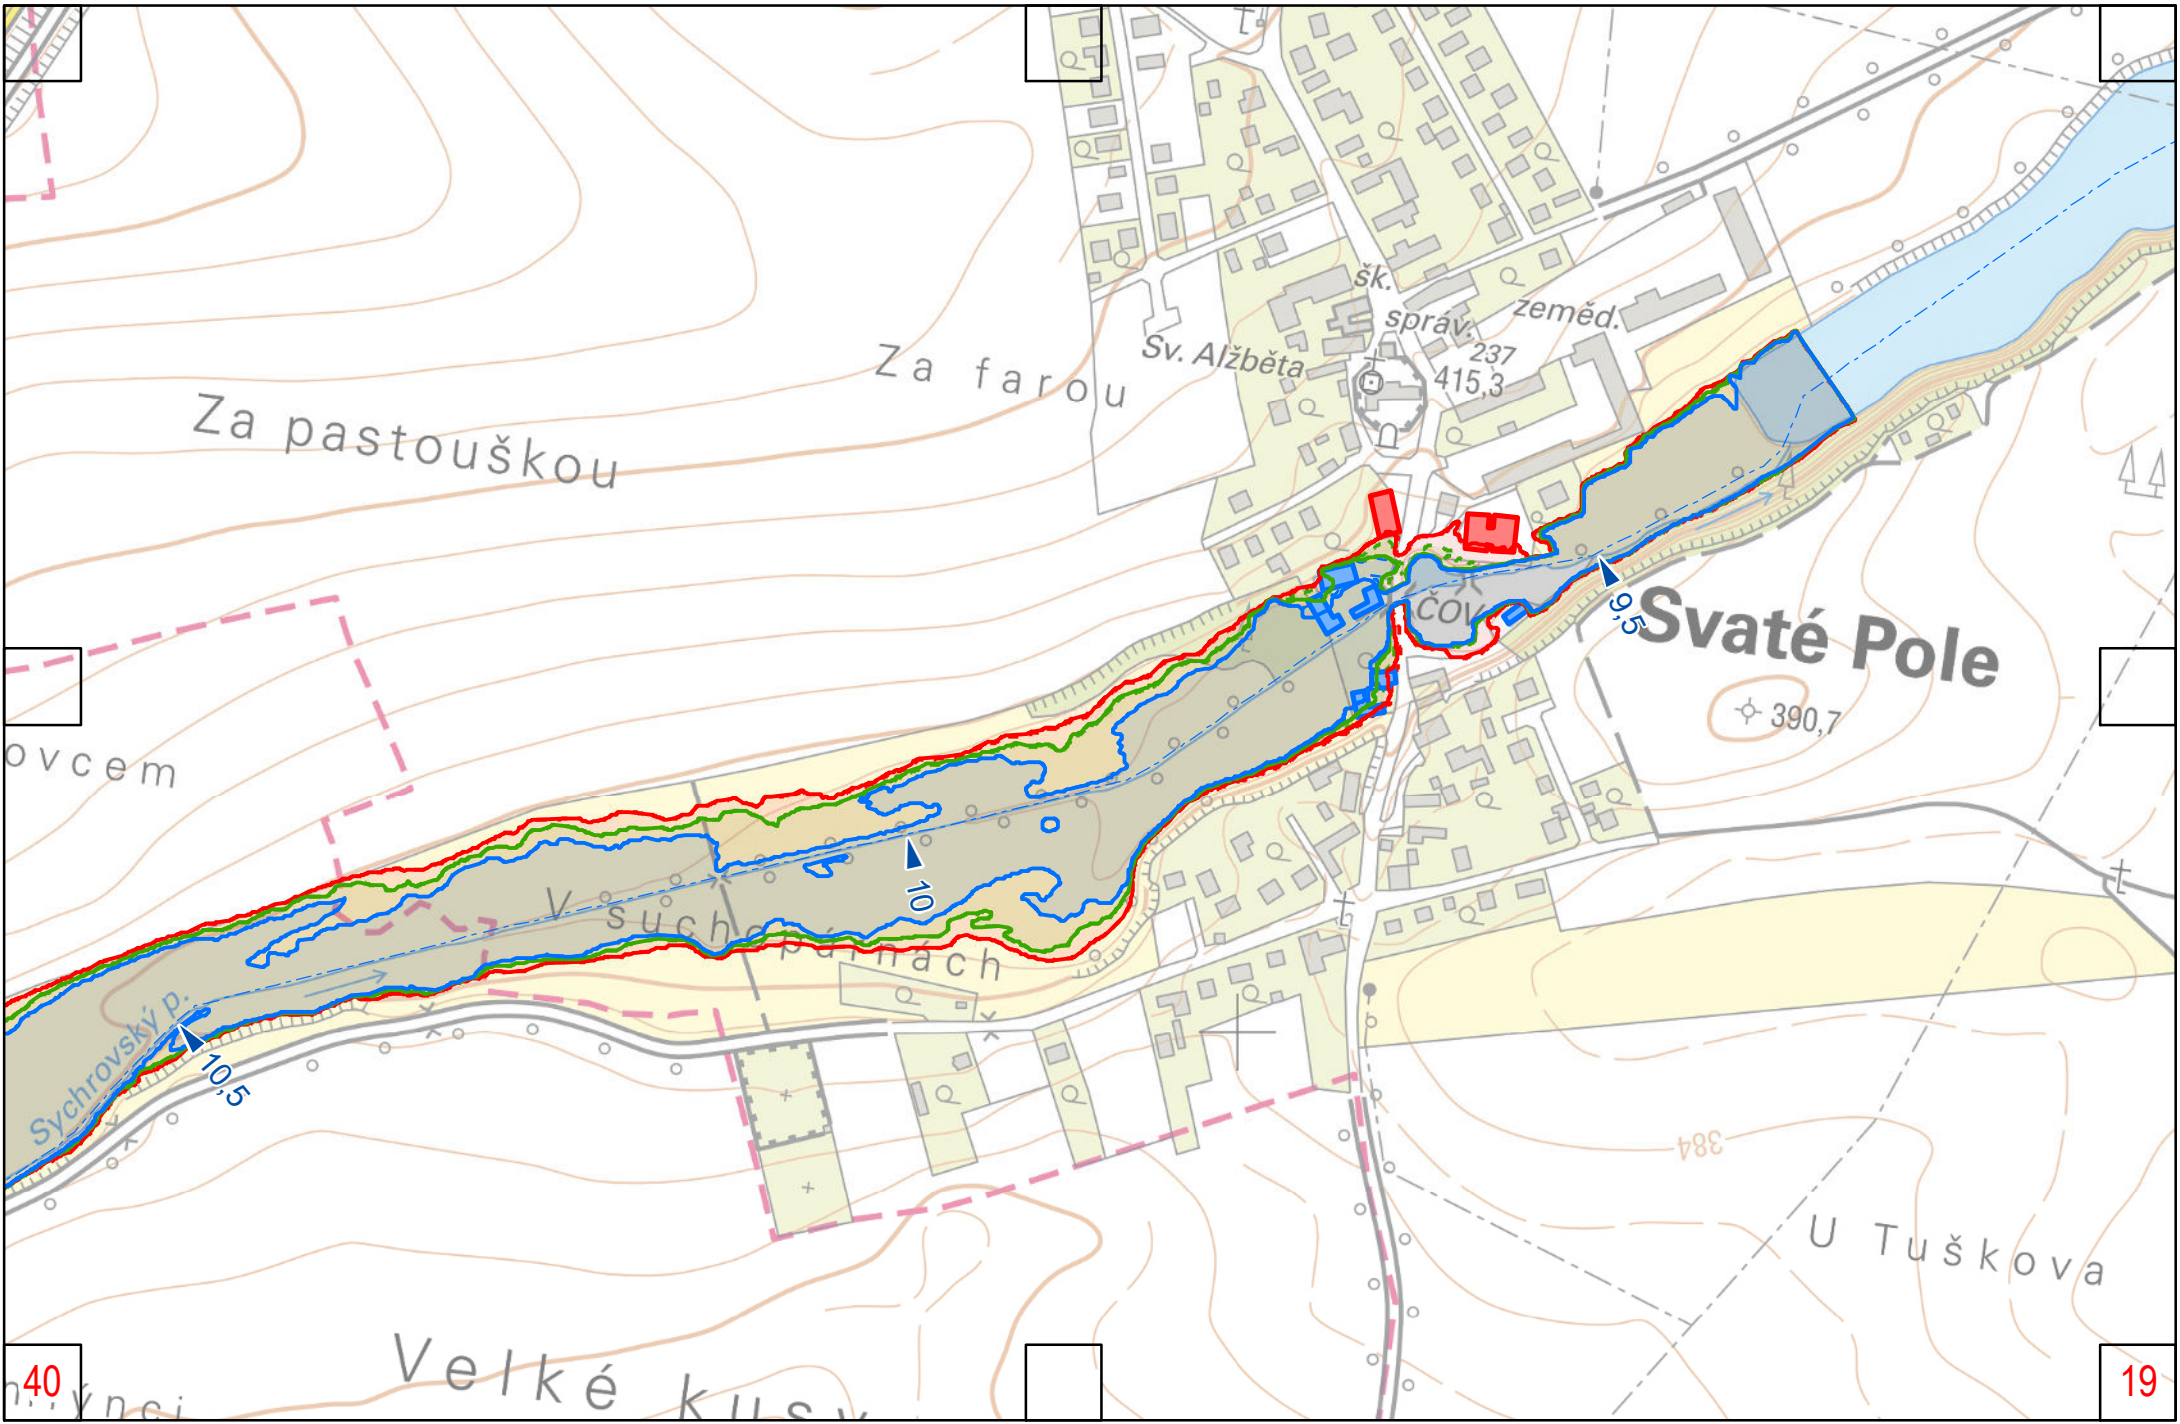 šk.
zeměd.
správ.
Sv. Alžběta
237
415,3
Za farou
Za pastouškou
ČOV
9,5
Svaté Pole
390,7
ovcem
10
V suchopárnách
Sychrovský p.
10,5
384
U Tuškova
Velké kusy
40
19